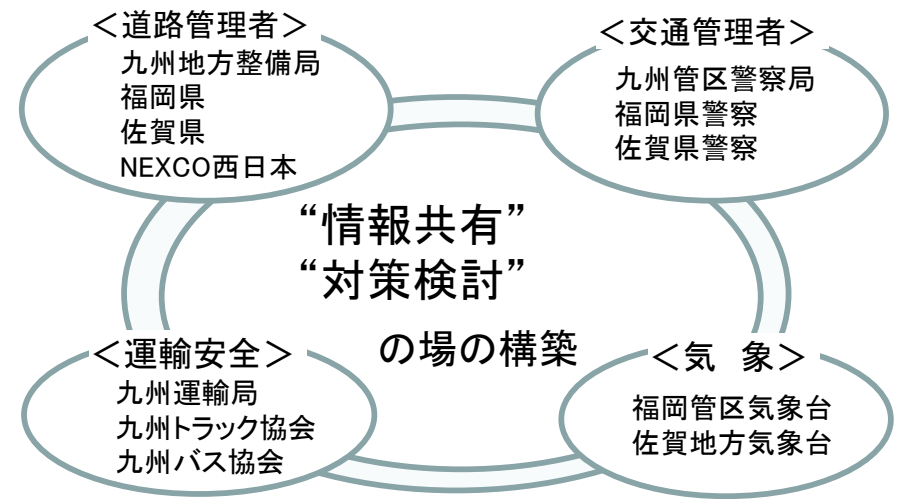 ＜道路管理者＞
九州地方整備局
福岡県
佐賀県
NEXCO西日本
＜交通管理者＞
九州管区警察局
福岡県警察
佐賀県警察
“情報共有”
“対策検討”
の場の構築
＜運輸安全＞
九州運輸局
九州トラック協会
九州バス協会
＜気　象＞
福岡管区気象台
佐賀地方気象台